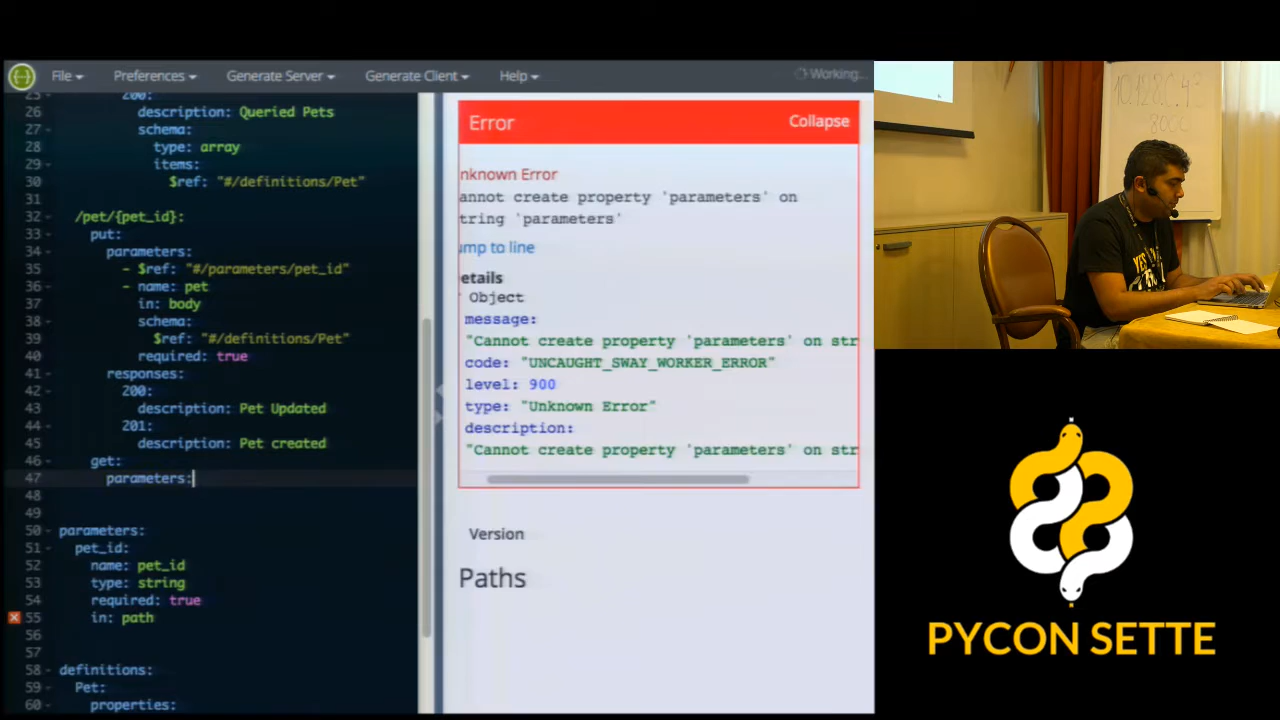 File
Preferences
Generate Server
Generate Client
Help
Working...
25
200:
26 description: Queried Pets
27 schema:
28 type: array
29 items:
30 $ref: "#/definitions/Pet"
31
32 /pet/{pet_id}:
33 put:
34 parameters:
35 - $ref: "#/parameters/pet_id"
36 - name: pet
37 in: body
38 schema:
39 $ref: "#/definitions/Pet"
40 required: true
41 responses:
42 200:
43 description: Pet Updated
44 201:
45 description: Pet created
46 get:
47 parameters:
48
49
50 parameters:
51 pet_id:
52 name: pet_id
53 type: string
54 required: true
55 in: path
56
57
58 definitions:
59 Pet:
60 properties:
Error
Collapse
nknown Error
annot create property 'parameters' on
tring 'parameters'
ump to line
etails
Object
message:
"Cannot create property 'parameters' on str
code: "UNCAUGHT_SWAY_WORKER_ERROR"
level: 900
type: "Unknown Error"
description:
"Cannot create property 'parameters' on str
Version
Paths
PYCON SETTE